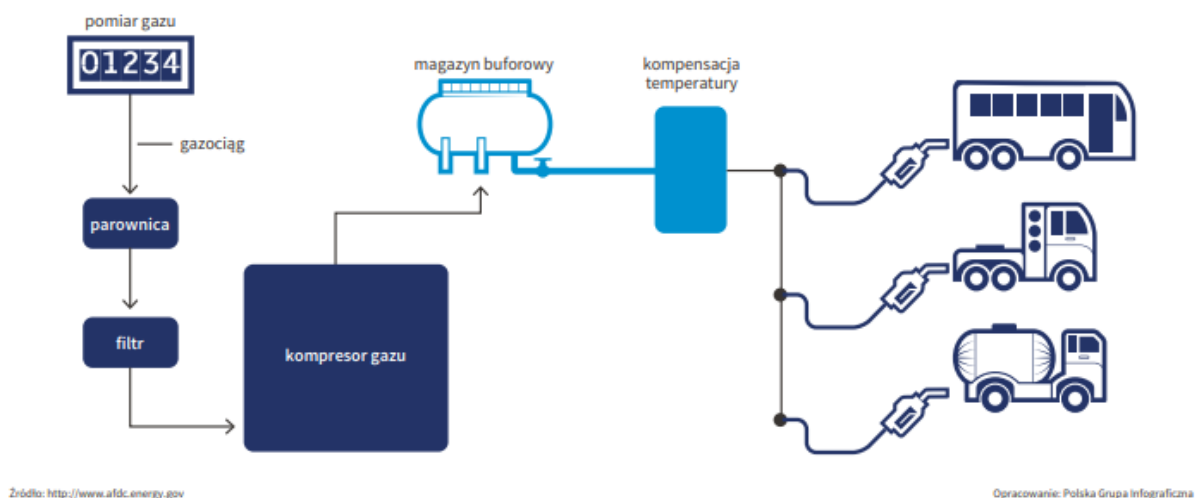 pomiar gazu
01234
gazociąg
parownica
filtr
kompresor gazu
magazyn buforowy
kompensacja
temperatury
Źródło: http://www.afdc.energy.gov
Opracowanie: Polska Grupa Infograficzna